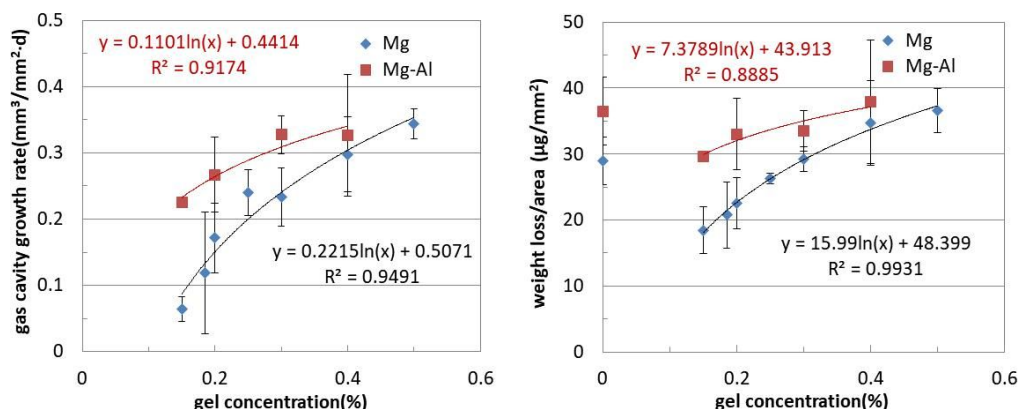 gas cavity growth rate(mm³/mm²·d)
0.5
0.4
0.3
0.2
0.1
0
y = 0.1101ln(x) + 0.4414
R² = 0.9174
Mg
Mg-Al
y = 0.2215ln(x) + 0.5071
R² = 0.9491
0
0.2
0.4
0.6
gel concentration(%)
weight loss/area (µg/mm²)
50
40
30
20
10
0
y = 7.3789ln(x) + 43.913
R² = 0.8885
Mg
Mg-Al
y = 15.99ln(x) + 48.399
R² = 0.9931
0
0.2
0.4
0.6
gel concentration(%)